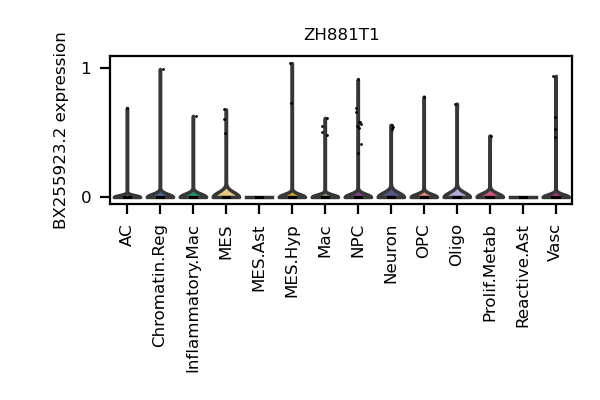 ZH881T1
BX255923.2 expression
1
0
AC
Chromatin.Reg
Inflammatory.Mac
MES
MES.Ast
MES.Hyp
Mac
NPC
Neuron
OPC
Oligo
Prolif.Metab
Reactive.Ast
Vasc